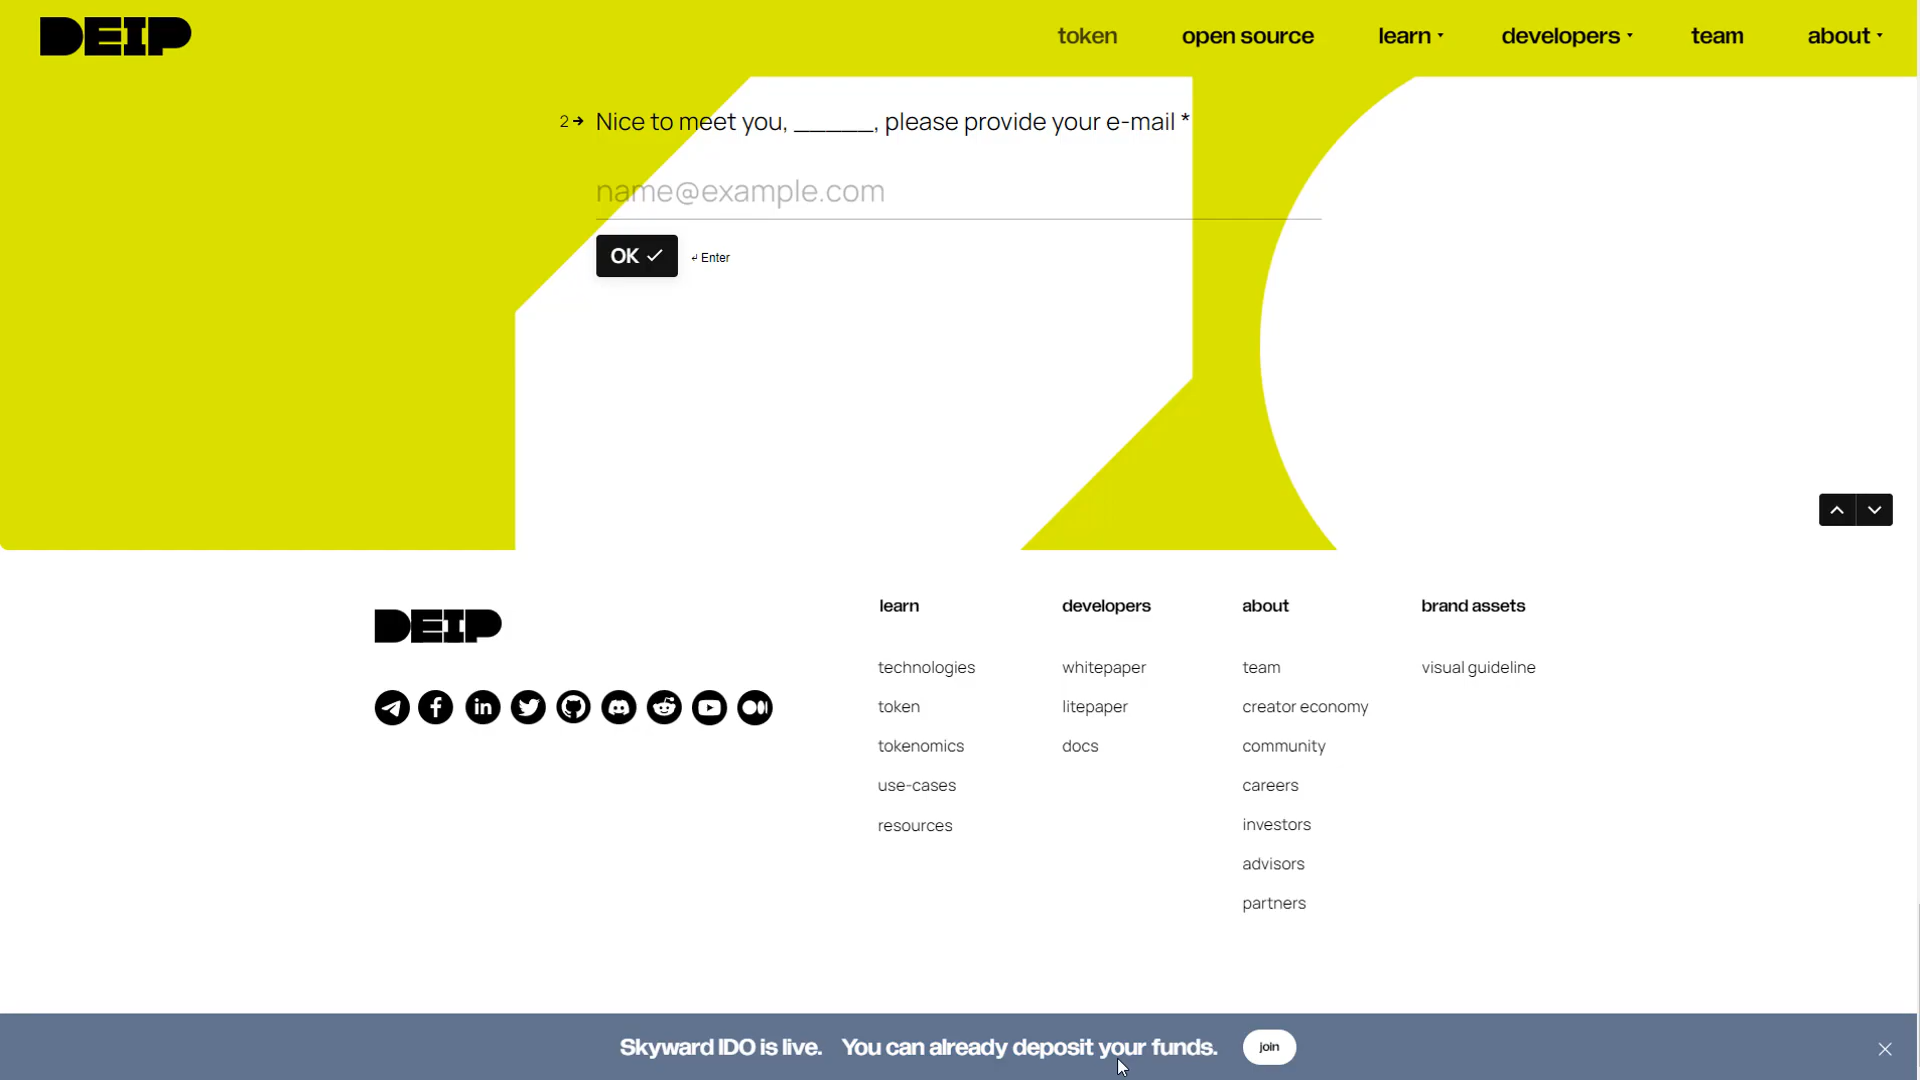 DEIP
token
open source
learn
developers
team
about
2 Nice to meet you, _____, please provide your e-mail *
name@example.com
OK
Enter
DEIP
learn
technologies
token
tokenomics
use-cases
resources
developers
whitepaper
litepaper
docs
about
team
creator economy
community
careers
investors
advisors
partners
brand assets
visual guideline
Skyward IDO is live. You can already deposit your funds.
join